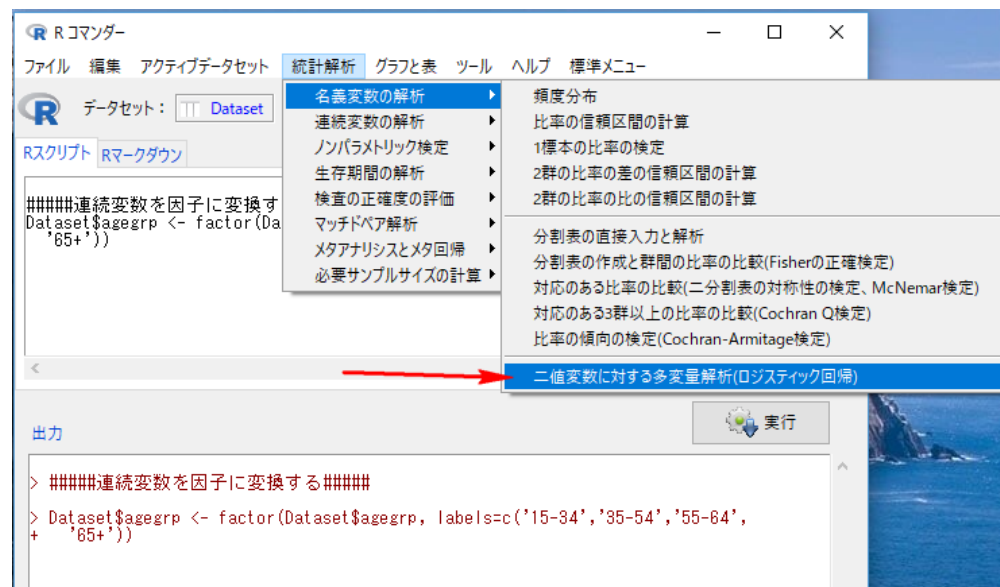 R コマンダー
ファイル 編集 アクティブデータセット 統計解析 グラフと表 ツール ヘルプ 標準メニュー
データセット： Dataset
Rスクリプト Rマークダウン
#####連続変数を因子に変換す
Dataset$agegrp <- factor(Da
'65+'))
名義変数の解析
連続変数の解析
ノンパラメトリック検定
生存期間の解析
検査の正確度の評価
マッチドペア解析
メタアナリシスとメタ回帰
必要サンプルサイズの計算
頻度分布
比率の信頼区間の計算
1標本の比率の検定
2群の比率の差の信頼区間の計算
2群の比率の比の信頼区間の計算
分割表の直接入力と解析
分割表の作成と群間の比率の比較(Fisherの正確検定)
対応のある比率の比較(二分割表の対称性の検定、McNemar検定)
対応のある3群以上の比率の比較(Cochran Q検定)
比率の傾向の検定(Cochran-Armitage検定)
二値変数に対する多変量解析(ロジスティック回帰)
実行
出力
> #####連続変数を因子に変換する#####
> Dataset$agegrp <- factor(Dataset$agegrp, labels=c('15-34','35-54','55-64',
+ '65+'))